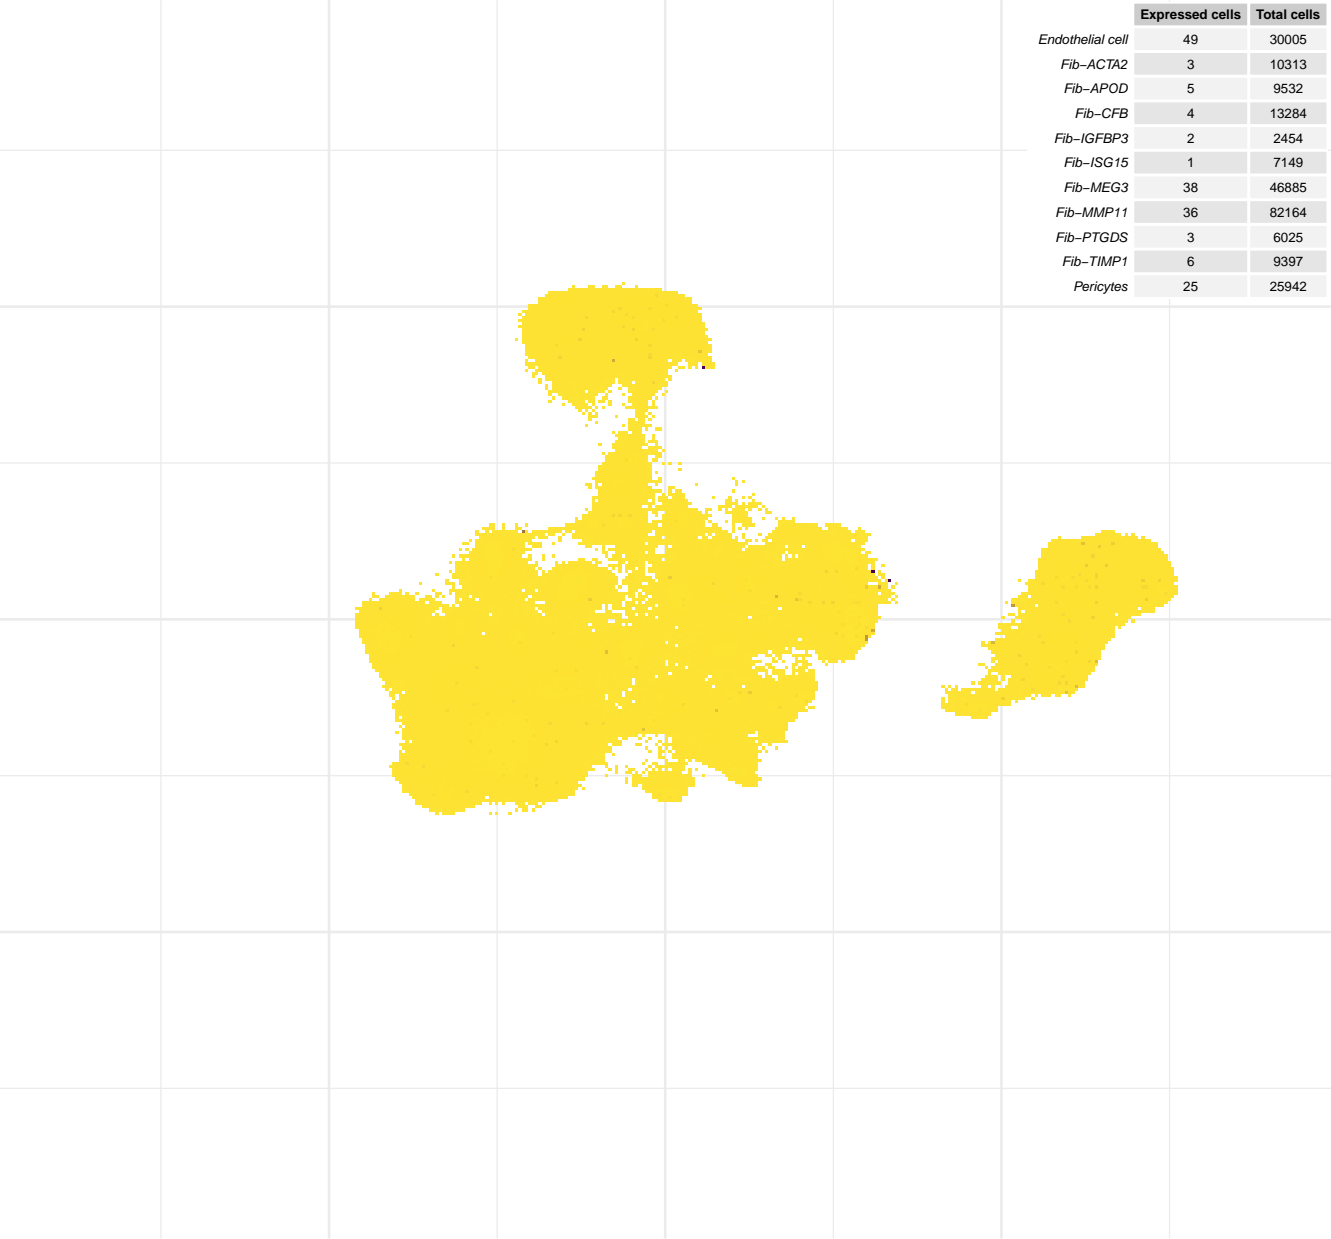 Expressed cells Total cells
Endothelial cell 49 30005
Fib−ACTA2 3 10313
Fib−APOD 5 9532
Fib−CFB 4 13284
Fib−IGFBP3 2 2454
Fib−ISG15 1 7149
Fib−MEG3 38 46885
Fib−MMP11 36 82164
Fib−PTGDS 3 6025
Fib−TIMP1 6 9397
Pericytes 25 25942